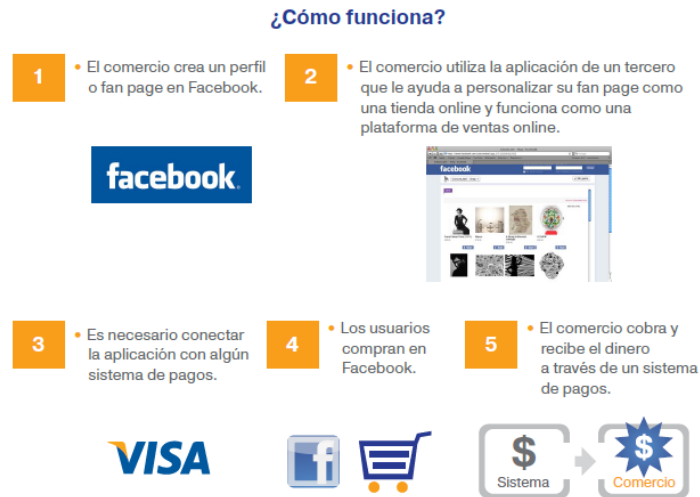 ¿Cómo funciona?
1
• El comercio crea un perfil
o fan page en Facebook.
2
• El comercio utiliza la aplicación de un tercero
que le ayuda a personalizar su fan page como
una tienda online y funciona como una
plataforma de ventas online.
facebook.
facebook
3
• Es necesario conectar
la aplicación con algún
sistema de pagos.
4
• Los usuarios
compran en
Facebook.
5
• El comercio cobra y
recibe el dinero
a través de un sistema
de pagos.
VISA
f
$
Sistema
$
Comercio